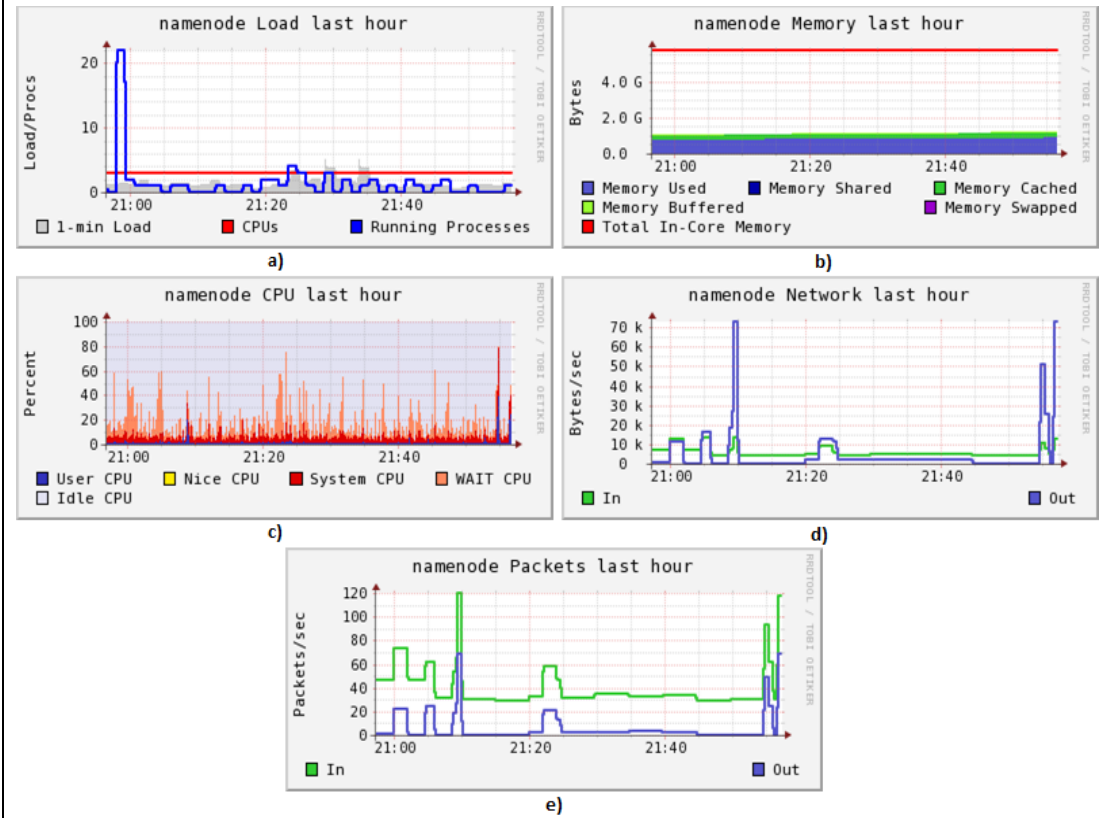 namenode Load last hour
RRDTOOL / TOBI OETIKER
Load/Procs
20
10
0
21:00 21:20 21:40
1-min Load CPUs Running Processes
a)
namenode Memory last hour
RRDTOOL / TOBI OETIKER
Bytes
4.0 G
2.0 G
0.0
21:00 21:20 21:40
Memory Used Memory Shared Memory Cached
Memory Buffered Memory Swapped
Total In-Core Memory
b)
namenode CPU last hour
RRDTOOL / TOBI OETIKER
Percent
100
80
60
40
20
0
21:00 21:20 21:40
User CPU Nice CPU System CPU WAIT CPU
Idle CPU
c)
namenode Network last hour
RRDTOOL / TOBI OETIKER
Bytes/sec
70 k
60 k
50 k
40 k
30 k
20 k
10 k
0
21:00 21:20 21:40
In Out
d)
namenode Packets last hour
RRDTOOL / TOBI OETIKER
Packets/sec
120
100
80
60
40
20
0
21:00 21:20 21:40
In Out
e)